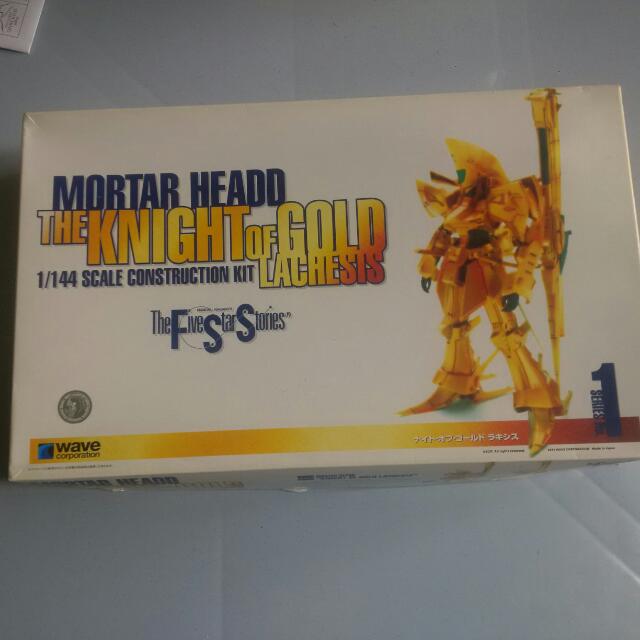 MORTAR HEADD
THE KNIGHT OF GOLD
LACHESIS
1/144 SCALE CONSTRUCTION KIT
The Five Star Stories
1
SERIES
wave
corporation
ナイト・オブ・ゴールド ラキシス
MORTAR HEADD